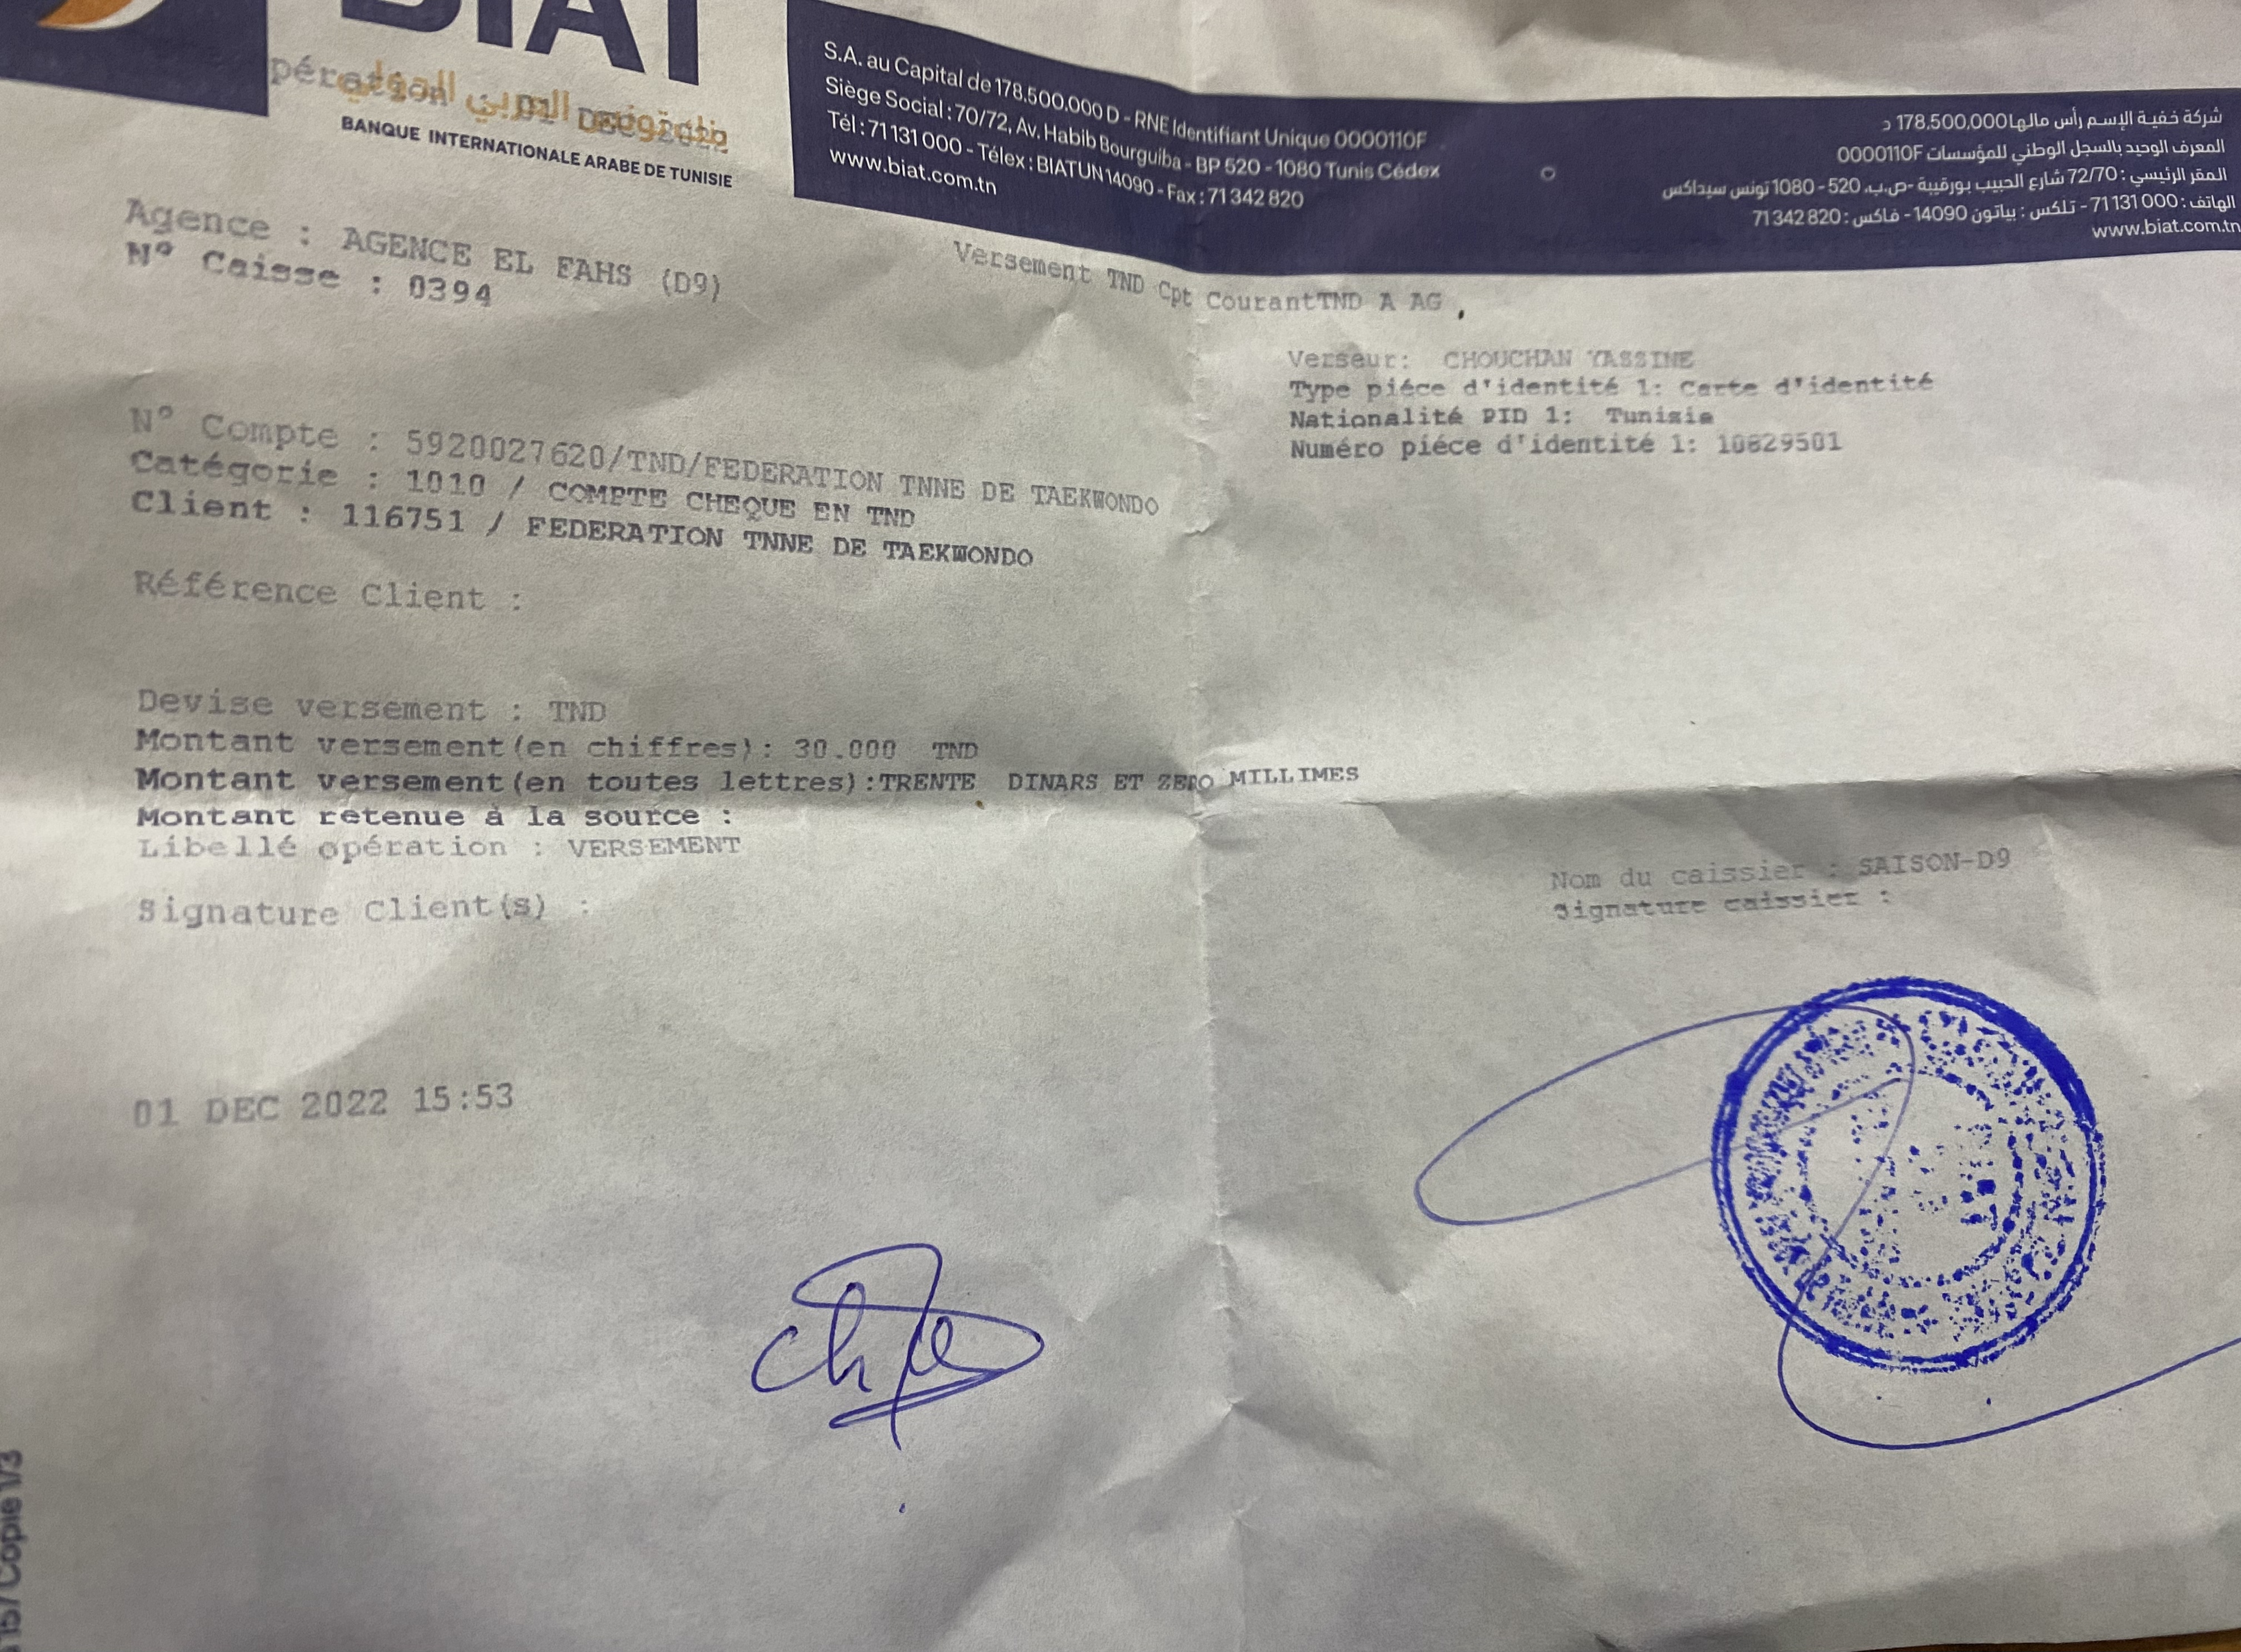 BIAT
بنك تونس العربي الدولي
pération : 01 DEC 2022
BANQUE INTERNATIONALE ARABE DE TUNISIE
S.A. au Capital de 178.500.000 D - RNE Identifiant Unique 0000110F
Siège Social : 70/72, Av. Habib Bourguiba - BP 520 - 1080 Tunis Cédex
Tél : 71 131 000 - Télex : BIATUN 14090 - Fax : 71 342 820
www.biat.com.tn
شركة خفية الإسم رأس مالها 178.500.000 د
المعرف الوحيد بالسجل الوطني للمؤسسات 0000110F
المقر الرئيسي : 72/70 شارع الحبيب بورقيبة -ص.ب. 520 - 1080 تونس سيداكس
الهاتف : 71 131 000 - تلكس : بياتون 14090 - فاكس : 71 342 820
www.biat.com.tn
Agence : AGENCE EL FAHS (D9)
N° Caisse : 0394
Versement TND Cpt CourantTND A AG
Verseur: CHOUCHAN YASSINE
Type piéce d'identité 1: Carte d'identité
Nationalité PID 1: Tunisie
Numéro piéce d'identité 1: 10829501
N° Compte : 5920027620/TND/FEDERATION TNNE DE TAEKWONDO
Catégorie : 1010 / COMPTE CHEQUE EN TND
Client : 116751 / FEDERATION TNNE DE TAEKWONDO
Référence Client :
Devise versement : TND
Montant versement(en chiffres): 30.000 TND
Montant versement(en toutes lettres):TRENTE DINARS ET ZERO MILLIMES
Montant retenue à la source :
Libellé opération : VERSEMENT
Signature Client(s) :
Nom du caissier : SAISON-D9
Signature caissier :
01 DEC 2022 15:53
157 Copie 1/3